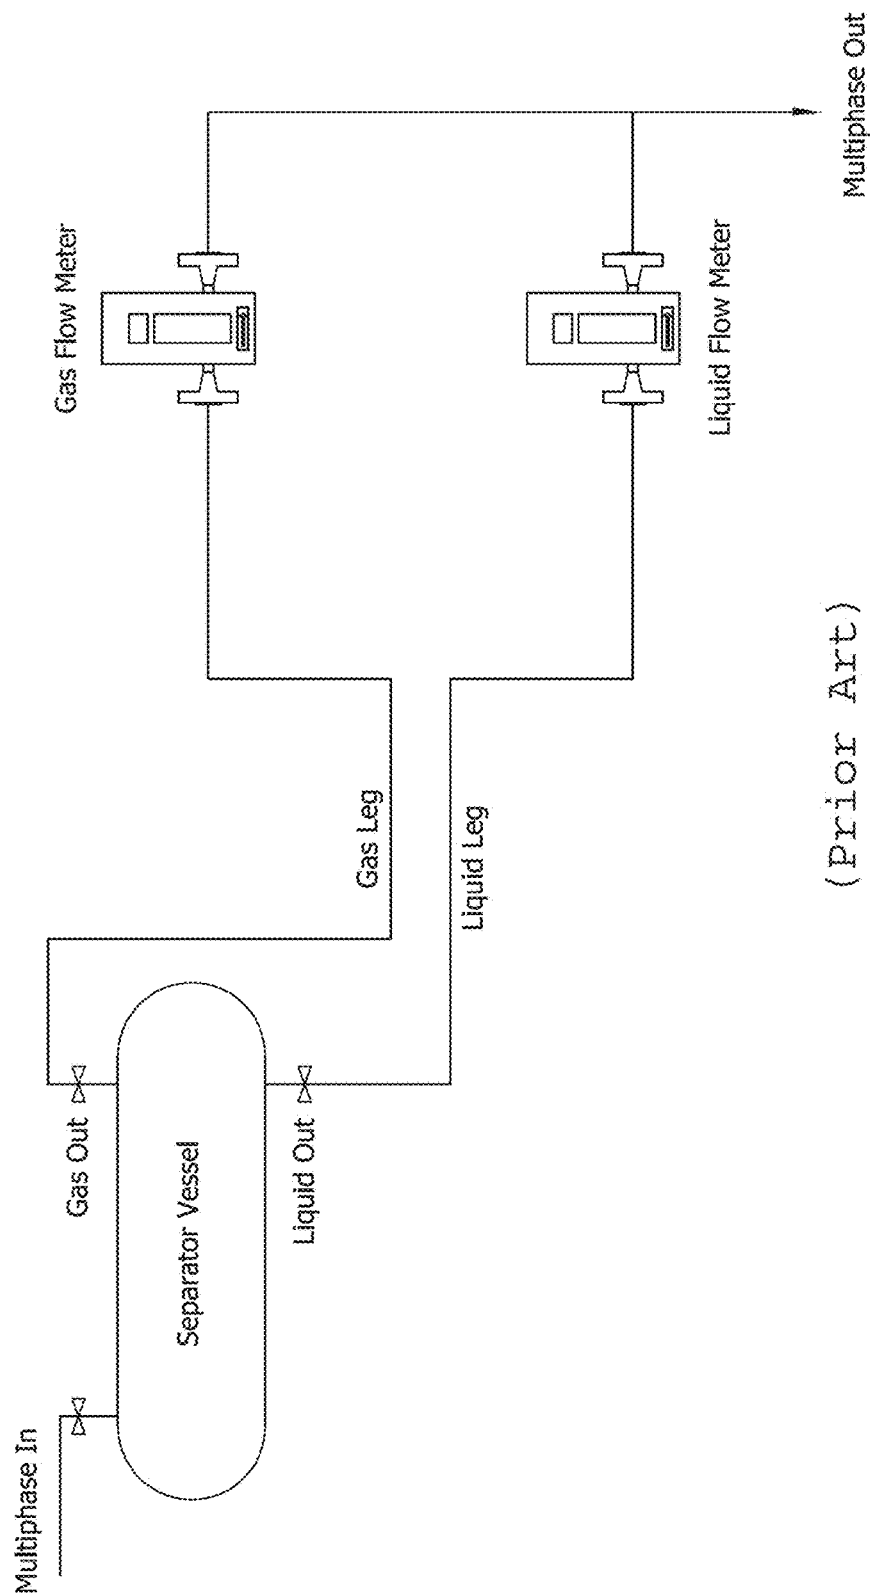 Multiphase In
Gas Out
Separator Vessel
Liquid Out
Gas Leg
Liquid Leg
Gas Flow Meter
Liquid Flow Meter
Multiphase Out
(Prior Art)